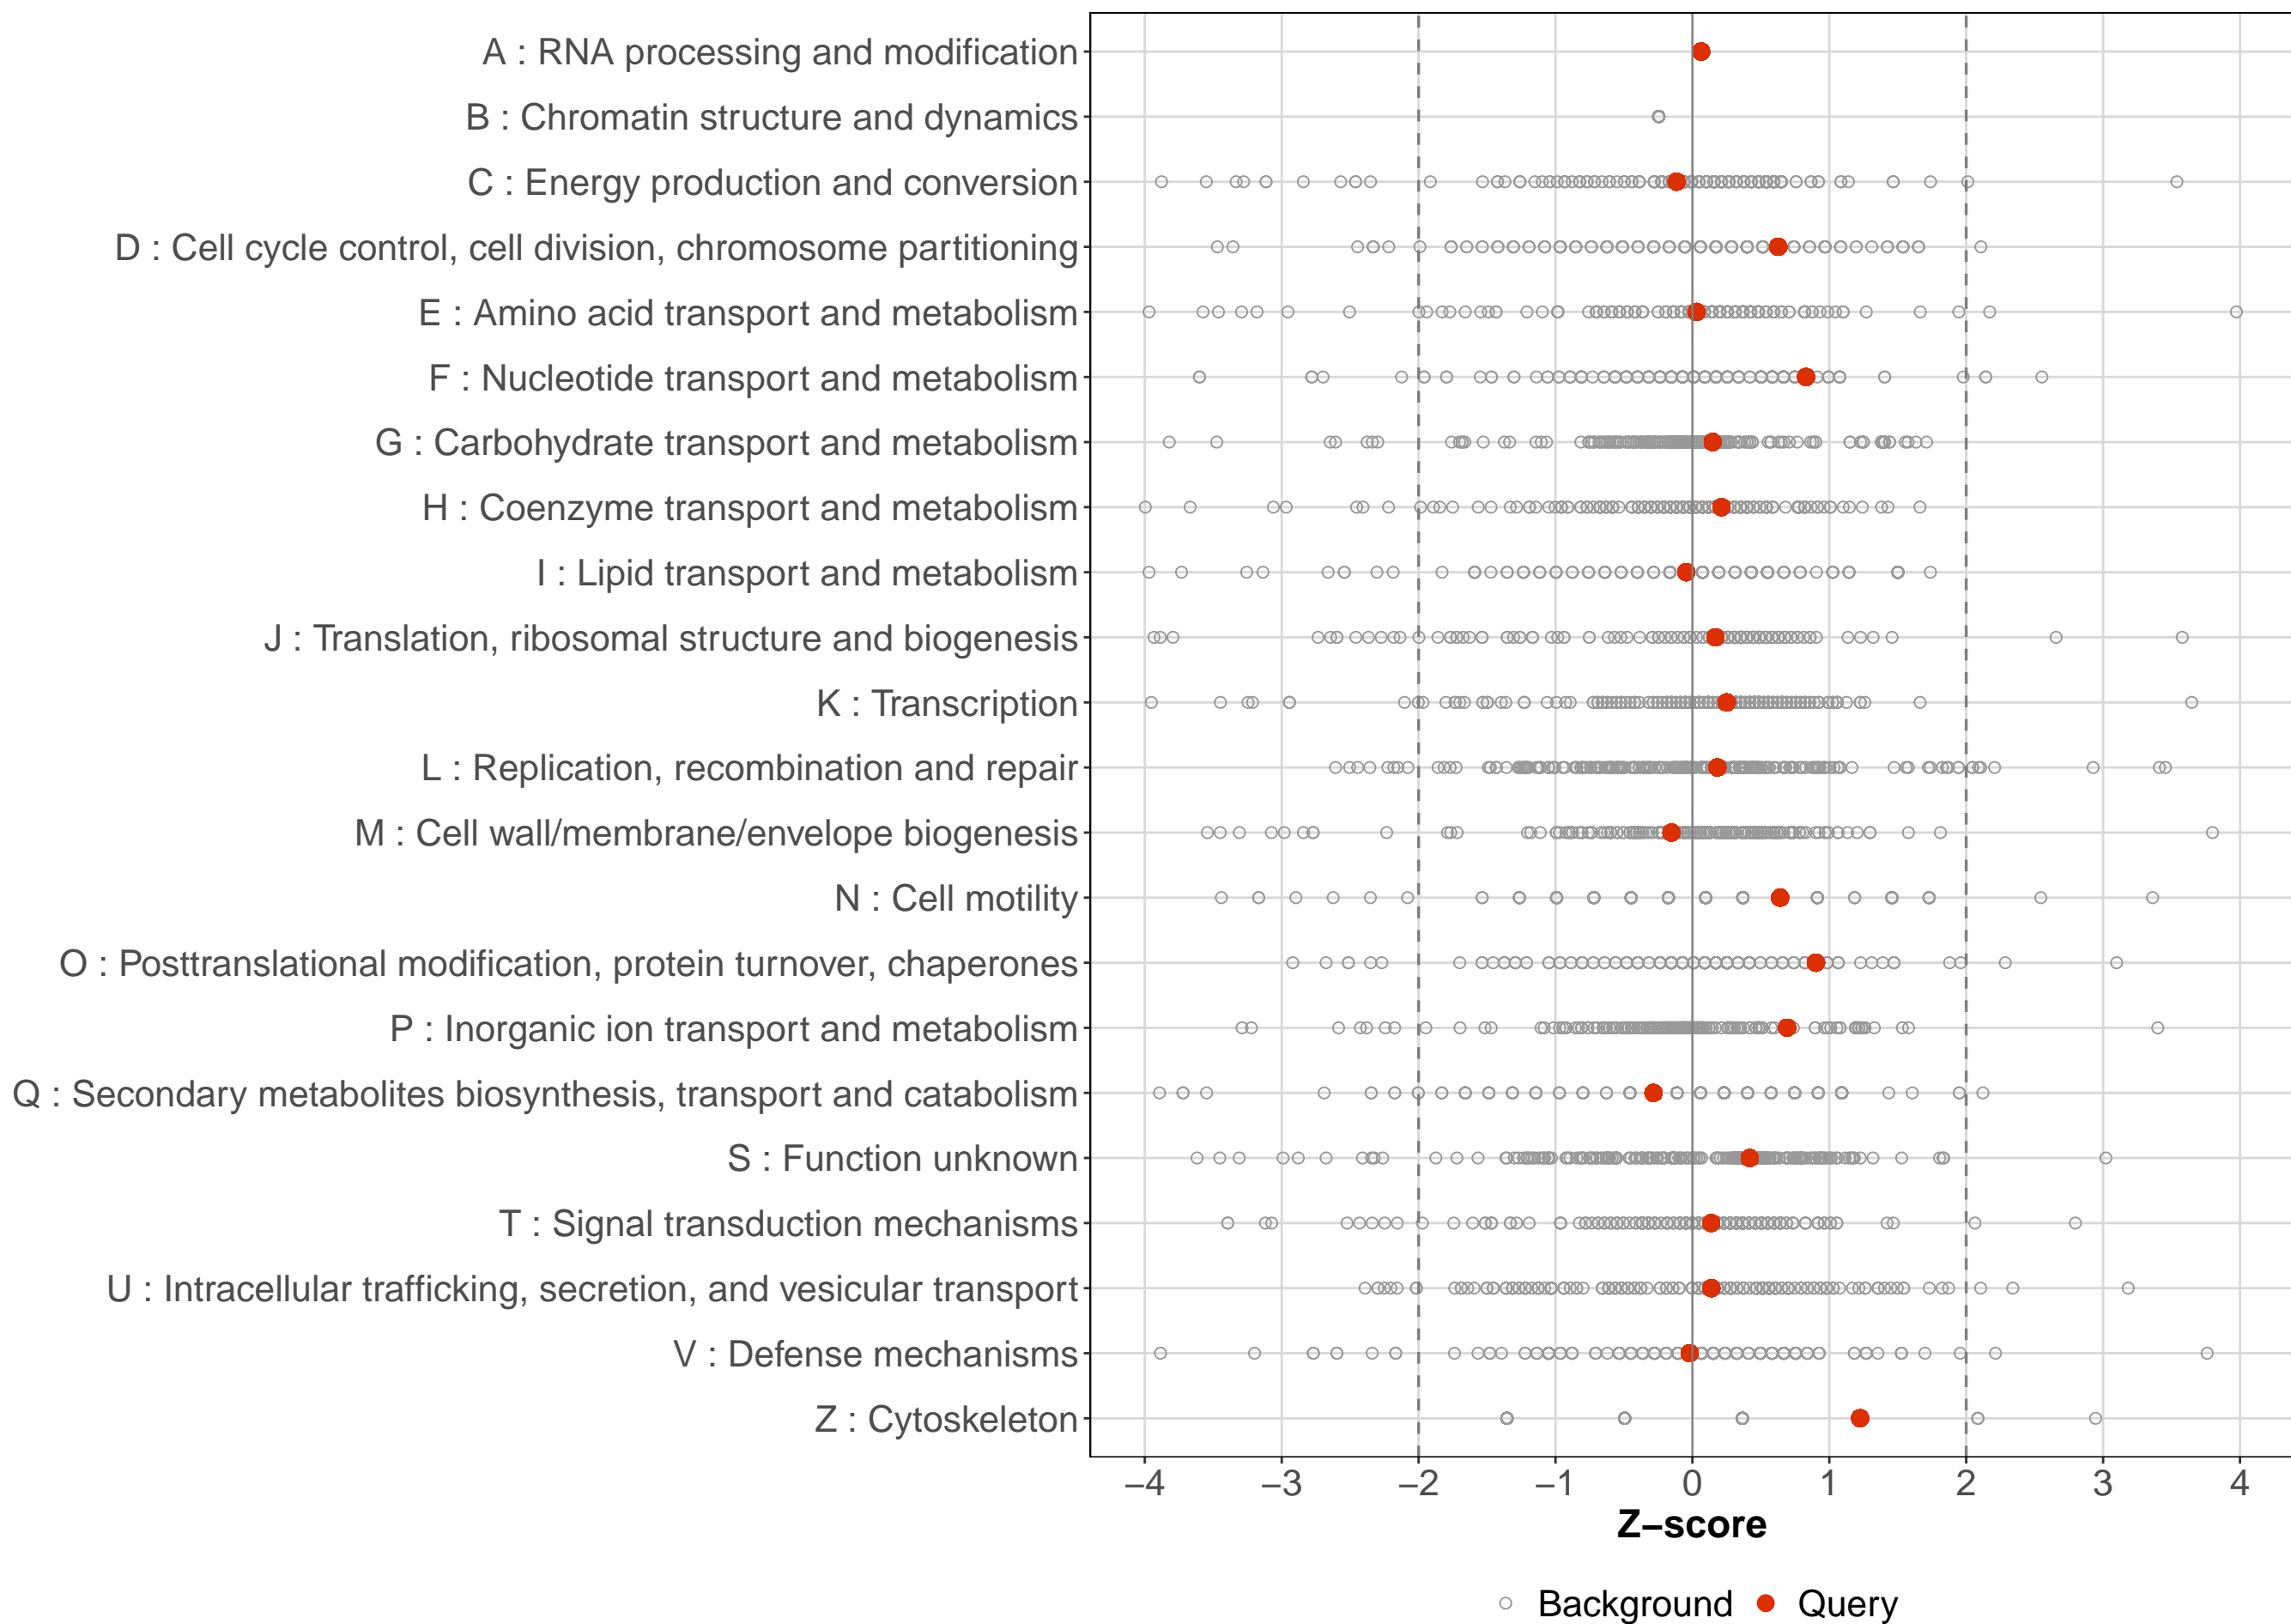 A : RNA processing and modification
B : Chromatin structure and dynamics
C : Energy production and conversion
D : Cell cycle control, cell division, chromosome partitioning
E : Amino acid transport and metabolism
F : Nucleotide transport and metabolism
G : Carbohydrate transport and metabolism
H : Coenzyme transport and metabolism
I : Lipid transport and metabolism
J : Translation, ribosomal structure and biogenesis
K : Transcription
L : Replication, recombination and repair
M : Cell wall/membrane/envelope biogenesis
N : Cell motility
O : Posttranslational modification, protein turnover, chaperones
P : Inorganic ion transport and metabolism
Q : Secondary metabolites biosynthesis, transport and catabolism
S : Function unknown
T : Signal transduction mechanisms
U : Intracellular trafficking, secretion, and vesicular transport
V : Defense mechanisms
Z : Cytoskeleton
−4 −3 −2 −1 0 1 2 3 4
Z−score
Background Query